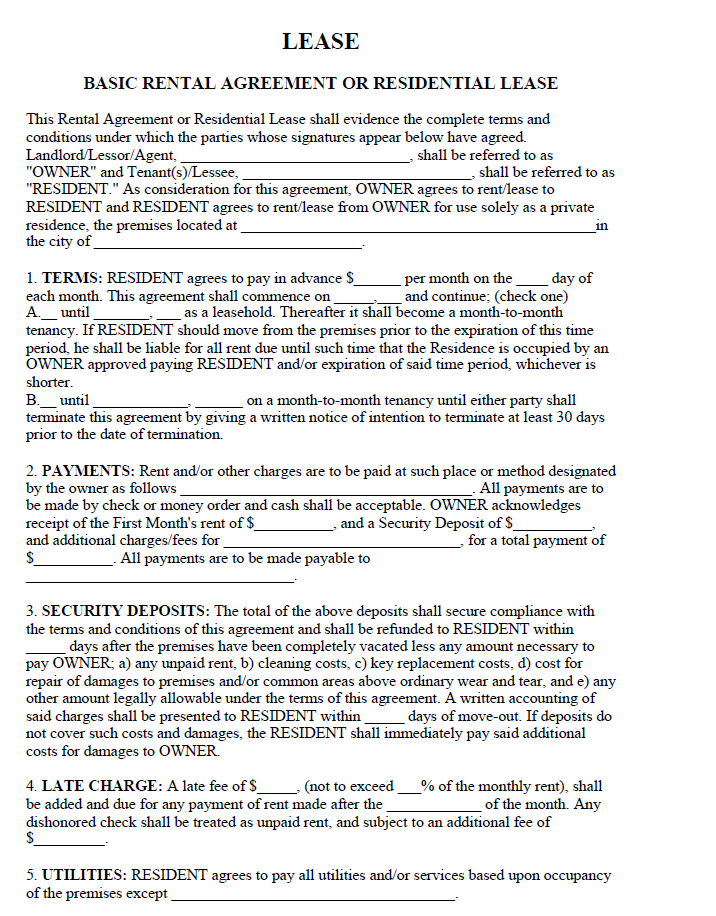 LEASE
BASIC RENTAL AGREEMENT OR RESIDENTIAL LEASE
This Rental Agreement or Residential Lease shall evidence the complete terms and
conditions under which the parties whose signatures appear below have agreed.
Landlord/Lessor/Agent, _____________________________, shall be referred to as
"OWNER" and Tenant(s)/Lessee, _____________________________, shall be referred to as
"RESIDENT." As consideration for this agreement, OWNER agrees to rent/lease to
RESIDENT and RESIDENT agrees to rent/lease from OWNER for use solely as a private
residence, the premises located at _____________________________________________in
the city of __________________________________.
1. TERMS: RESIDENT agrees to pay in advance $______ per month on the ____ day of
each month. This agreement shall commence on _____,___ and continue; (check one)
A.__ until _______, ___ as a leasehold. Thereafter it shall become a month-to-month
tenancy. If RESIDENT should move from the premises prior to the expiration of this time
period, he shall be liable for all rent due until such time that the Residence is occupied by an
OWNER approved paying RESIDENT and/or expiration of said time period, whichever is
shorter.
B.__ until ____________, ______ on a month-to-month tenancy until either party shall
terminate this agreement by giving a written notice of intention to terminate at least 30 days
prior to the date of termination.
2. PAYMENTS: Rent and/or other charges are to be paid at such place or method designated
by the owner as follows _____________________________________. All payments are to
be made by check or money order and cash shall be acceptable. OWNER acknowledges
receipt of the First Month's rent of $__________, and a Security Deposit of $__________,
and additional charges/fees for ______________________________, for a total payment of
$__________. All payments are to be made payable to
__________________________________.
3. SECURITY DEPOSITS: The total of the above deposits shall secure compliance with
the terms and conditions of this agreement and shall be refunded to RESIDENT within
_____ days after the premises have been completely vacated less any amount necessary to
pay OWNER; a) any unpaid rent, b) cleaning costs, c) key replacement costs, d) cost for
repair of damages to premises and/or common areas above ordinary wear and tear, and e) any
other amount legally allowable under the terms of this agreement. A written accounting of
said charges shall be presented to RESIDENT within _____ days of move-out. If deposits do
not cover such costs and damages, the RESIDENT shall immediately pay said additional
costs for damages to OWNER.
4. LATE CHARGE: A late fee of $_____, (not to exceed ___% of the monthly rent), shall
be added and due for any payment of rent made after the ____________ of the month. Any
dishonored check shall be treated as unpaid rent, and subject to an additional fee of
$_________.
5. UTILITIES: RESIDENT agrees to pay all utilities and/or services based upon occupancy
of the premises except ____________________________________.